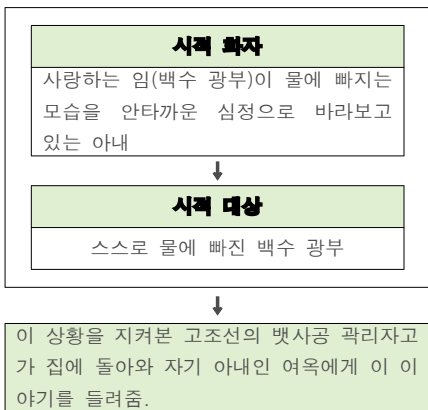 시적 화자
사랑하는 임(백수 광부)이 물에 빠지는
모습을 안타까운 심정으로 바라보고
있는 아내
시적 대상
스스로 물에 빠진 백수 광부
이 상황을 지켜본 고조선의 뱃사공 곽리자고
가 집에 돌아와 자기 아내인 여옥에게 이 이
야기를 들려줌.